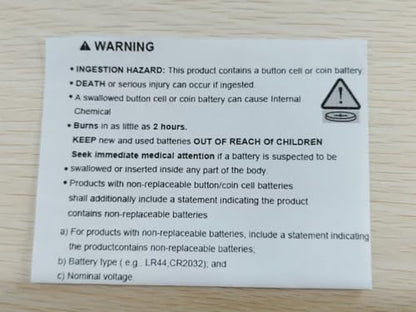 ⚠ WARNING
• INGESTION HAZARD: This product contains a button cell or coin battery.
• DEATH or serious injury can occur if ingested.
• A swallowed button cell or coin battery can cause Internal
Chemical
• Burns in as little as 2 hours.
KEEP new and used batteries OUT OF REACH Of CHILDREN
Seek immediate medical attention if a battery is suspected to be
• swallowed or inserted inside any part of the body.
• Products with non-replaceable button/coin cell batteries
shall additionally include a statement indicating the product
contains non-replaceable batteries
a) For products with non-replaceable batteries, include a statement indicating
the productcontains non-replaceable batteries;
b) Battery type ( e.g., LR44,CR2032); and
c) Nominal voltage